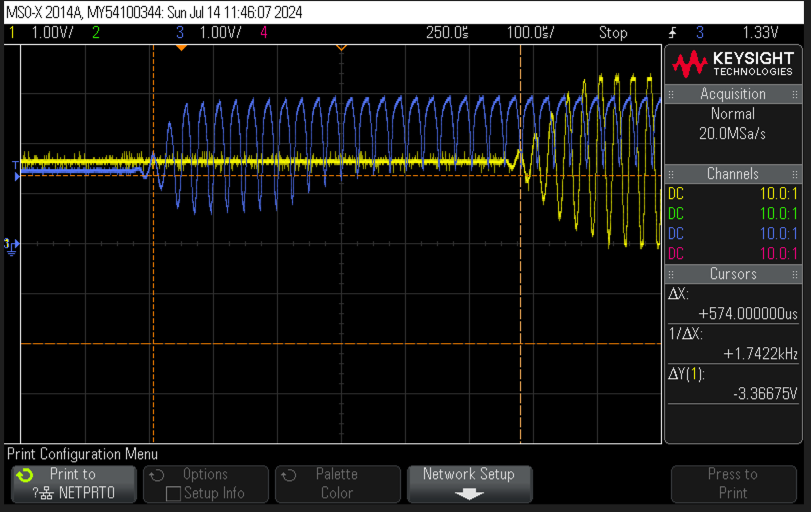 MSO-X 2014A, MY54100344: Sun Jul 14 11:46:07 2024
1 1.00V/ 2 3 1.00V/ 4 250.0µs 100.0µs/ Stop 3 1.33V
KEYSIGHT
TECHNOLOGIES
Acquisition
Normal
20.0MSa/s
Channels
DC 10.0:1
DC 10.0:1
DC 10.0:1
DC 10.0:1
Cursors
ΔX:
+574.000000us
1/ΔX:
+1.7422kHz
ΔY(1):
-3.36675V
T
3
Print Configuration Menu
Print to
?NETPRT0
Options
Setup Info
Palette
Color
Network Setup
Press to
Print